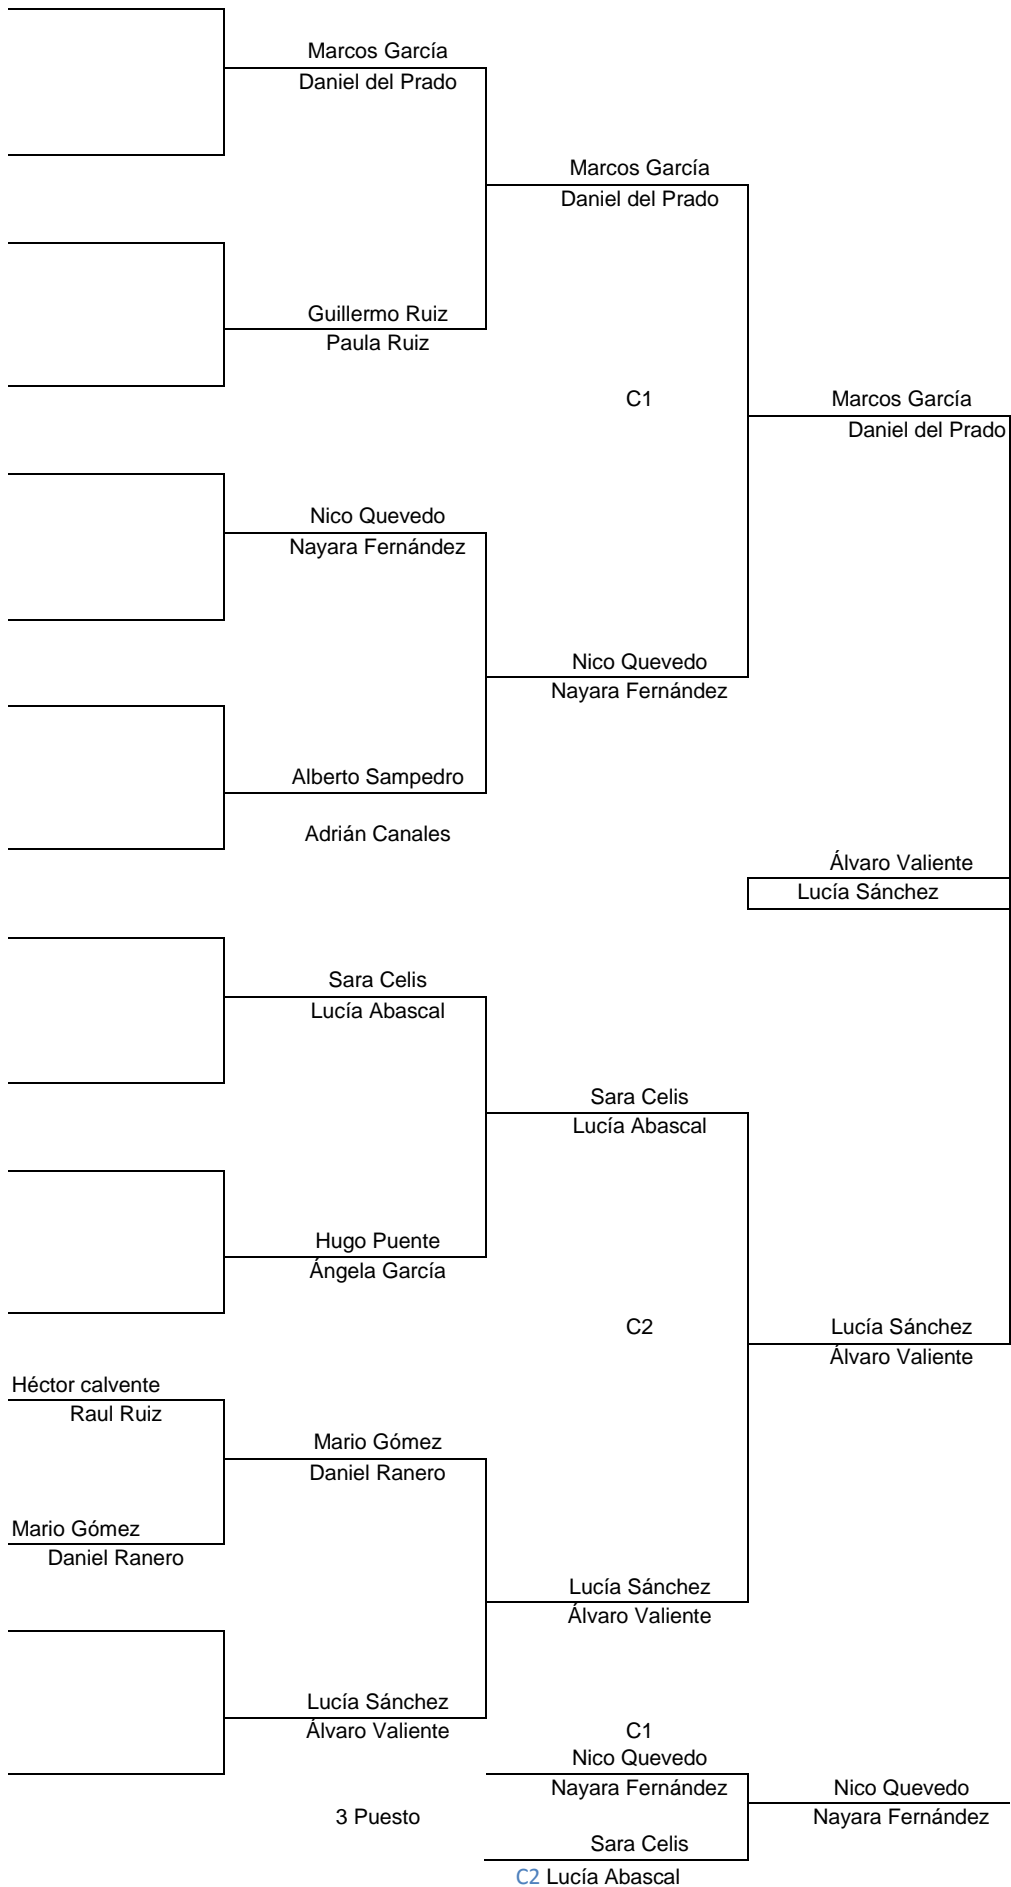 Marcos García
Daniel del Prado
Marcos García
Daniel del Prado
Guillermo Ruiz
Paula Ruiz
C1
Marcos García
Daniel del Prado
Nico Quevedo
Nayara Fernández
Nico Quevedo
Nayara Fernández
Alberto Sampedro
Adrián Canales
Álvaro Valiente
Lucía Sánchez
Sara Celis
Lucía Abascal
Sara Celis
Lucía Abascal
Hugo Puente
Ángela García
C2
Lucía Sánchez
Álvaro Valiente
Héctor calvente
Raul Ruiz
Mario Gómez
Daniel Ranero
Mario Gómez
Daniel Ranero
Lucía Sánchez
Álvaro Valiente
Lucía Sánchez
Álvaro Valiente
C1
Nico Quevedo
Nayara Fernández
Nico Quevedo
Nayara Fernández
3 Puesto
Sara Celis
C2 Lucía Abascal